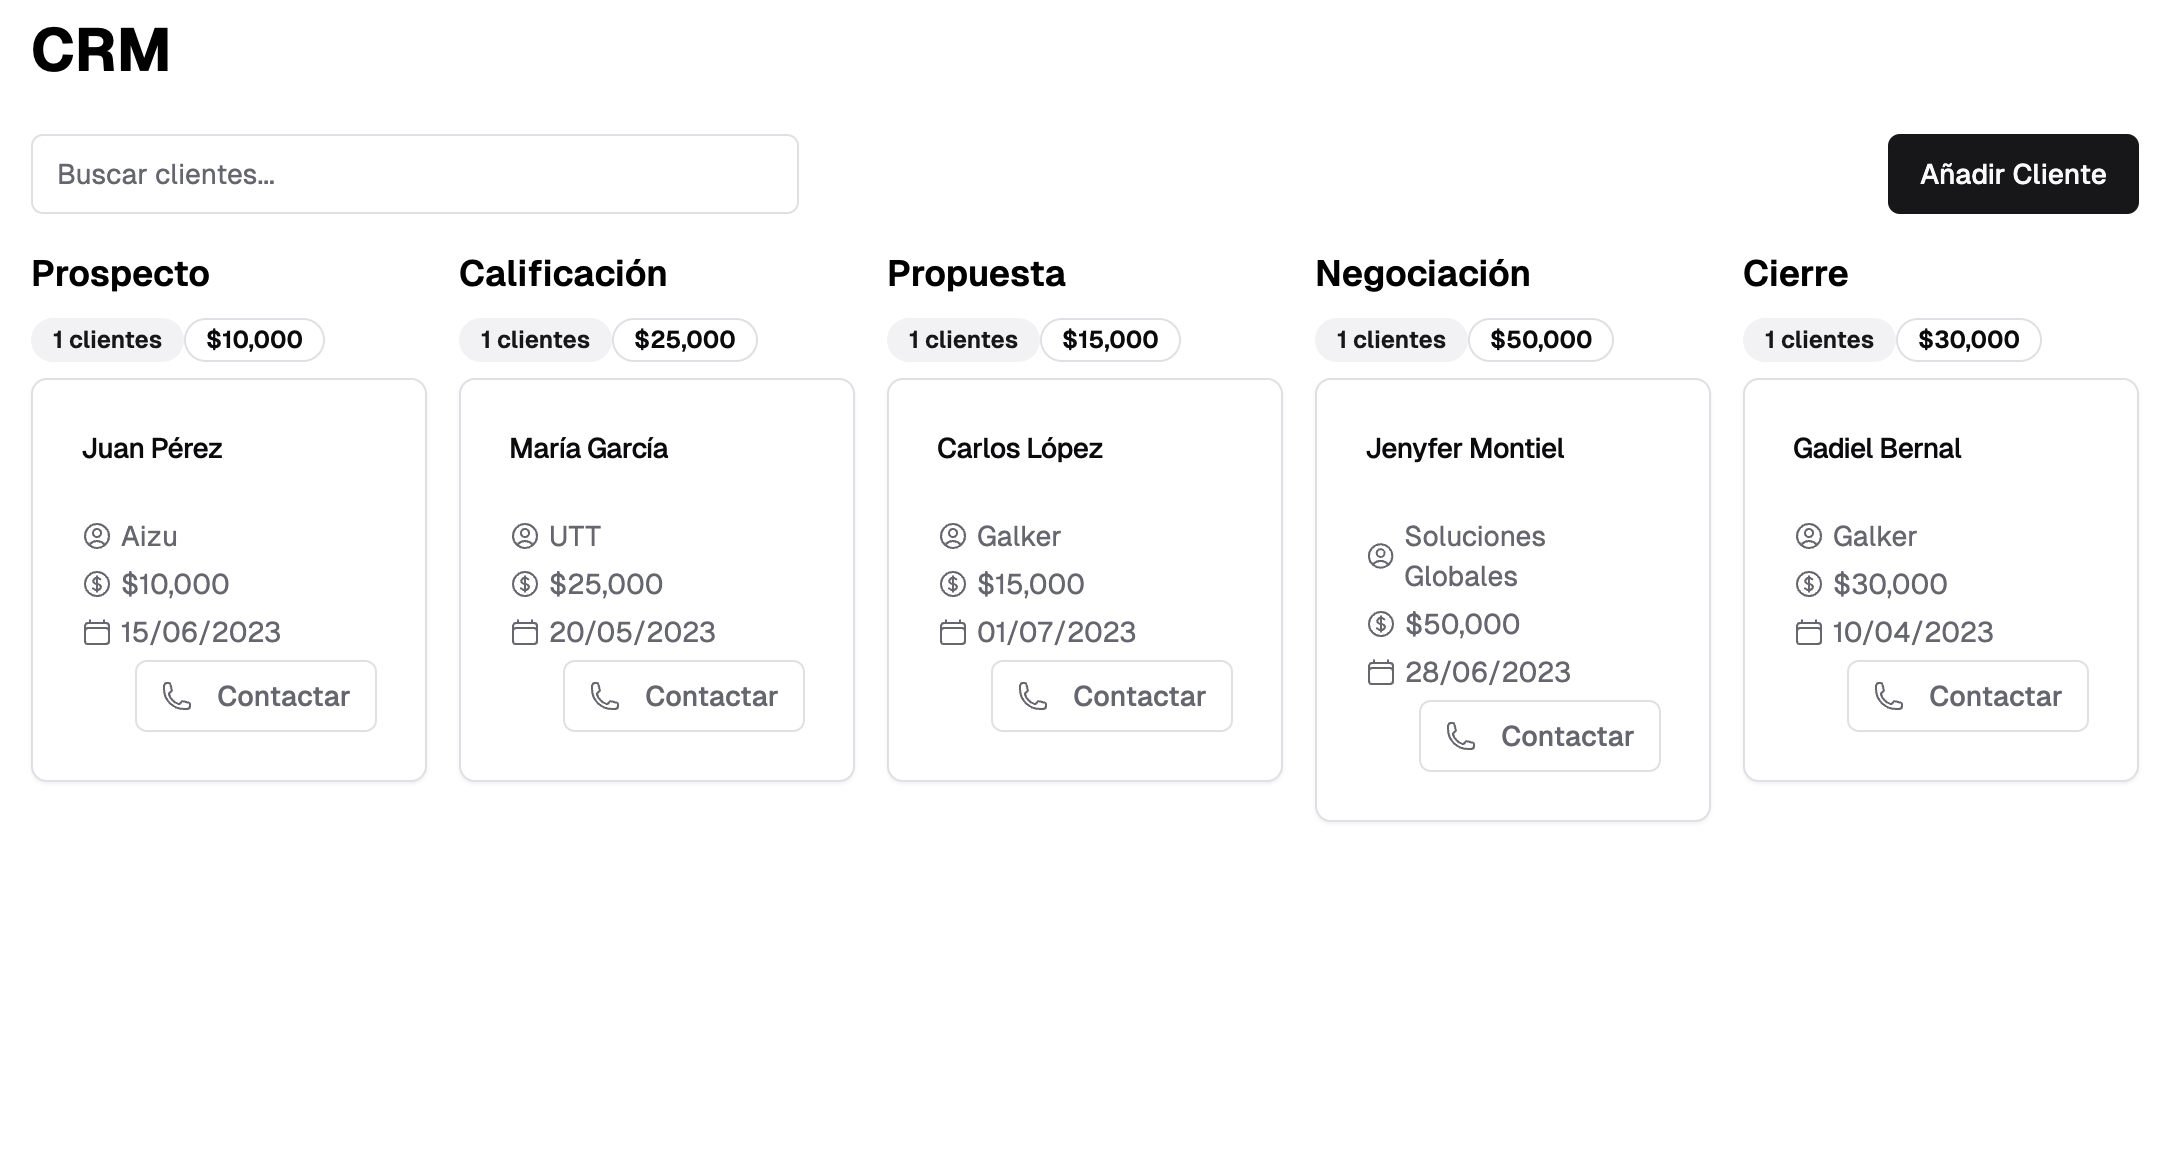 CRM
Buscar clientes...
Añadir Cliente
Prospecto
1 clientes
$10,000
Juan Pérez
Aizu
$10,000
15/06/2023
Contactar
Calificación
1 clientes
$25,000
María García
UTT
$25,000
20/05/2023
Contactar
Propuesta
1 clientes
$15,000
Carlos López
Galker
$15,000
01/07/2023
Contactar
Negociación
1 clientes
$50,000
Jenyfer Montiel
Soluciones
Globales
$50,000
28/06/2023
Contactar
Cierre
1 clientes
$30,000
Gadiel Bernal
Galker
$30,000
10/04/2023
Contactar